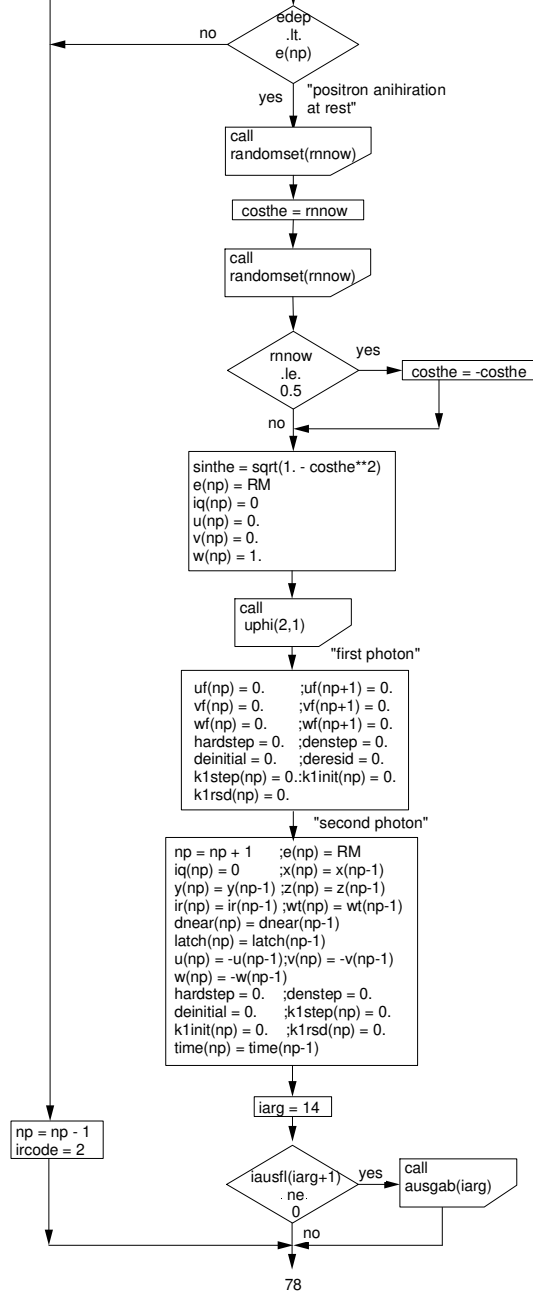 edep
.lt.
e(np)
no
yes
"positron anihiration
at rest"
call
randomset(rnnow)
costhe = rnnow
call
randomset(rnnow)
rnnow
.le.
0.5
yes
costhe = -costhe
no
sinthe = sqrt(1. - costhe**2)
e(np) = RM
iq(np) = 0
u(np) = 0.
v(np) = 0.
w(np) = 1.
call
uphi(2,1)
"first photon"
uf(np) = 0. ;uf(np+1) = 0.
vf(np) = 0. ;vf(np+1) = 0.
wf(np) = 0. ;wf(np+1) = 0.
hardstep = 0. ;denstep = 0.
deinitial = 0. ;deresid = 0.
k1step(np) = 0.:k1init(np) = 0.
k1rsd(np) = 0.
"second photon"
np = np + 1 ;e(np) = RM
iq(np) = 0 ;x(np) = x(np-1)
y(np) = y(np-1) ;z(np) = z(np-1)
ir(np) = ir(np-1) ;wt(np) = wt(np-1)
dnear(np) = dnear(np-1)
latch(np) = latch(np-1)
u(np) = -u(np-1);v(np) = -v(np-1)
w(np) = -w(np-1)
hardstep = 0. ;denstep = 0.
deinitial = 0. ;k1step(np) = 0.
k1init(np) = 0. ;k1rsd(np) = 0.
time(np) = time(np-1)
iarg = 14
np = np - 1
ircode = 2
iausfl(iarg+1)
. ne.
0
yes
call
ausgab(iarg)
no
78